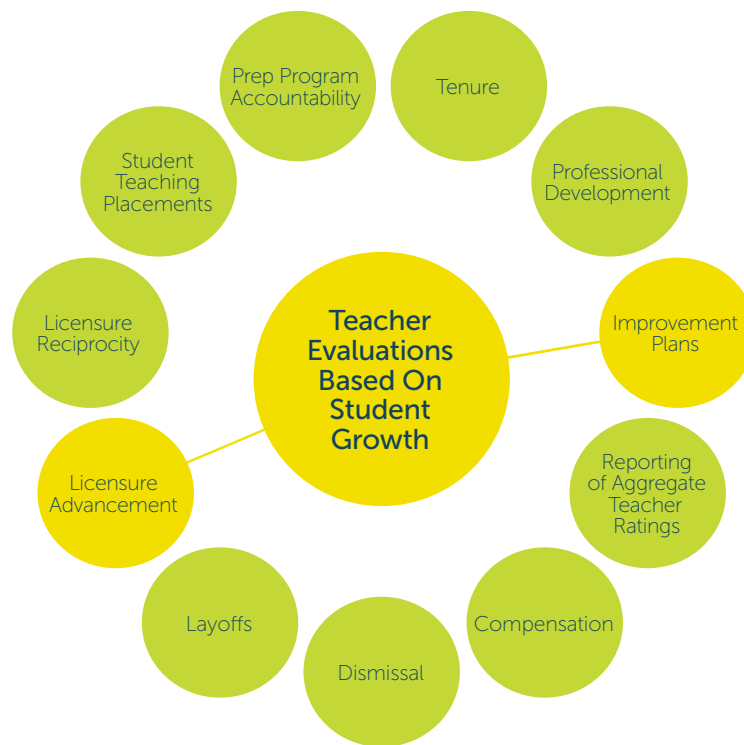 Prep Program
Accountability
Tenure
Student
Teaching
Placements
Professional
Development
Licensure
Reciprocity
Teacher
Evaluations
Based On
Student
Growth
Improvement
Plans
Licensure
Advancement
Reporting
of Aggregate
Teacher
Ratings
Layoffs
Compensation
Dismissal